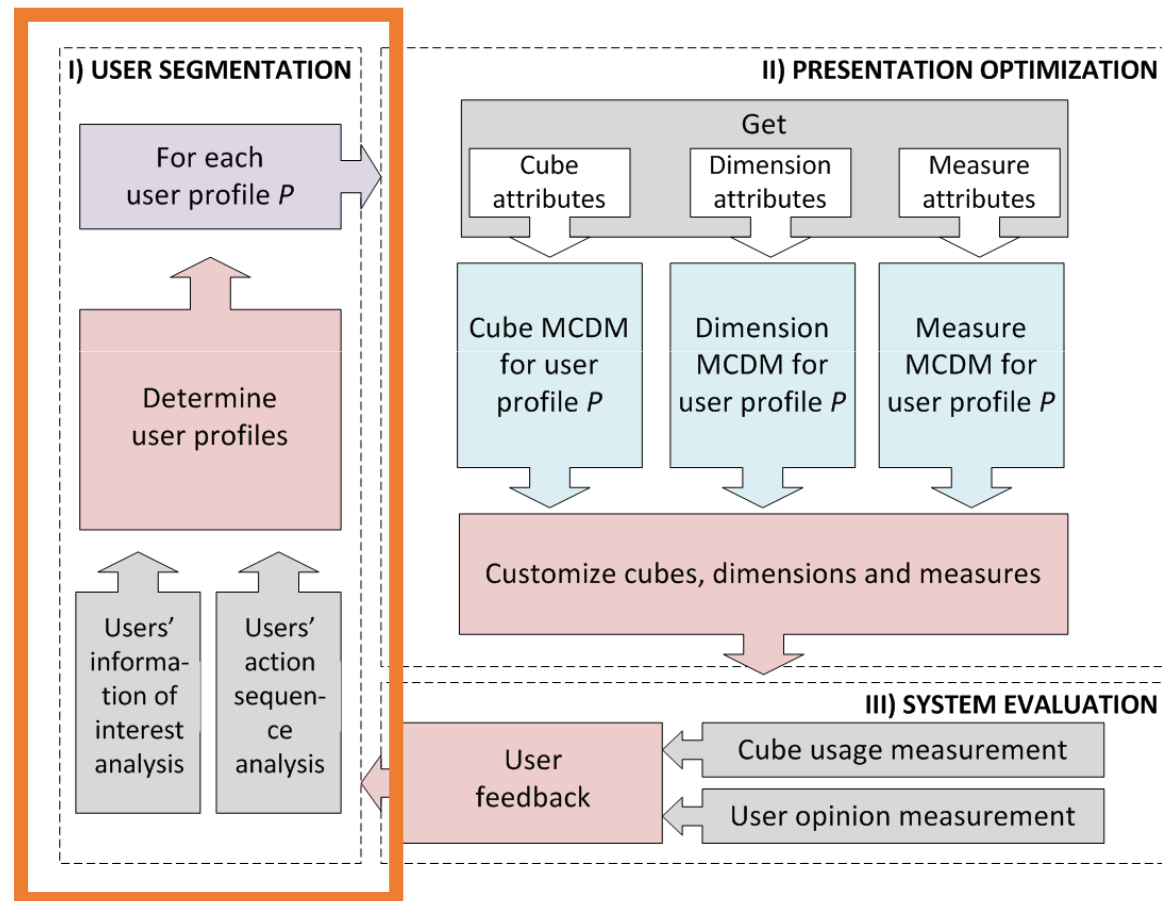 I) USER SEGMENTATION
For each
user profile P
Determine
user profiles
Users’
informa-
tion of
interest
analysis
Users’
action
sequen-
ce
analysis
II) PRESENTATION OPTIMIZATION
Get
Cube
attributes
Dimension
attributes
Measure
attributes
Cube MCDM
for user
profile P
Dimension
MCDM for
user profile P
Measure
MCDM for
user profile P
Customize cubes, dimensions and measures
III) SYSTEM EVALUATION
User
feedback
Cube usage measurement
User opinion measurement